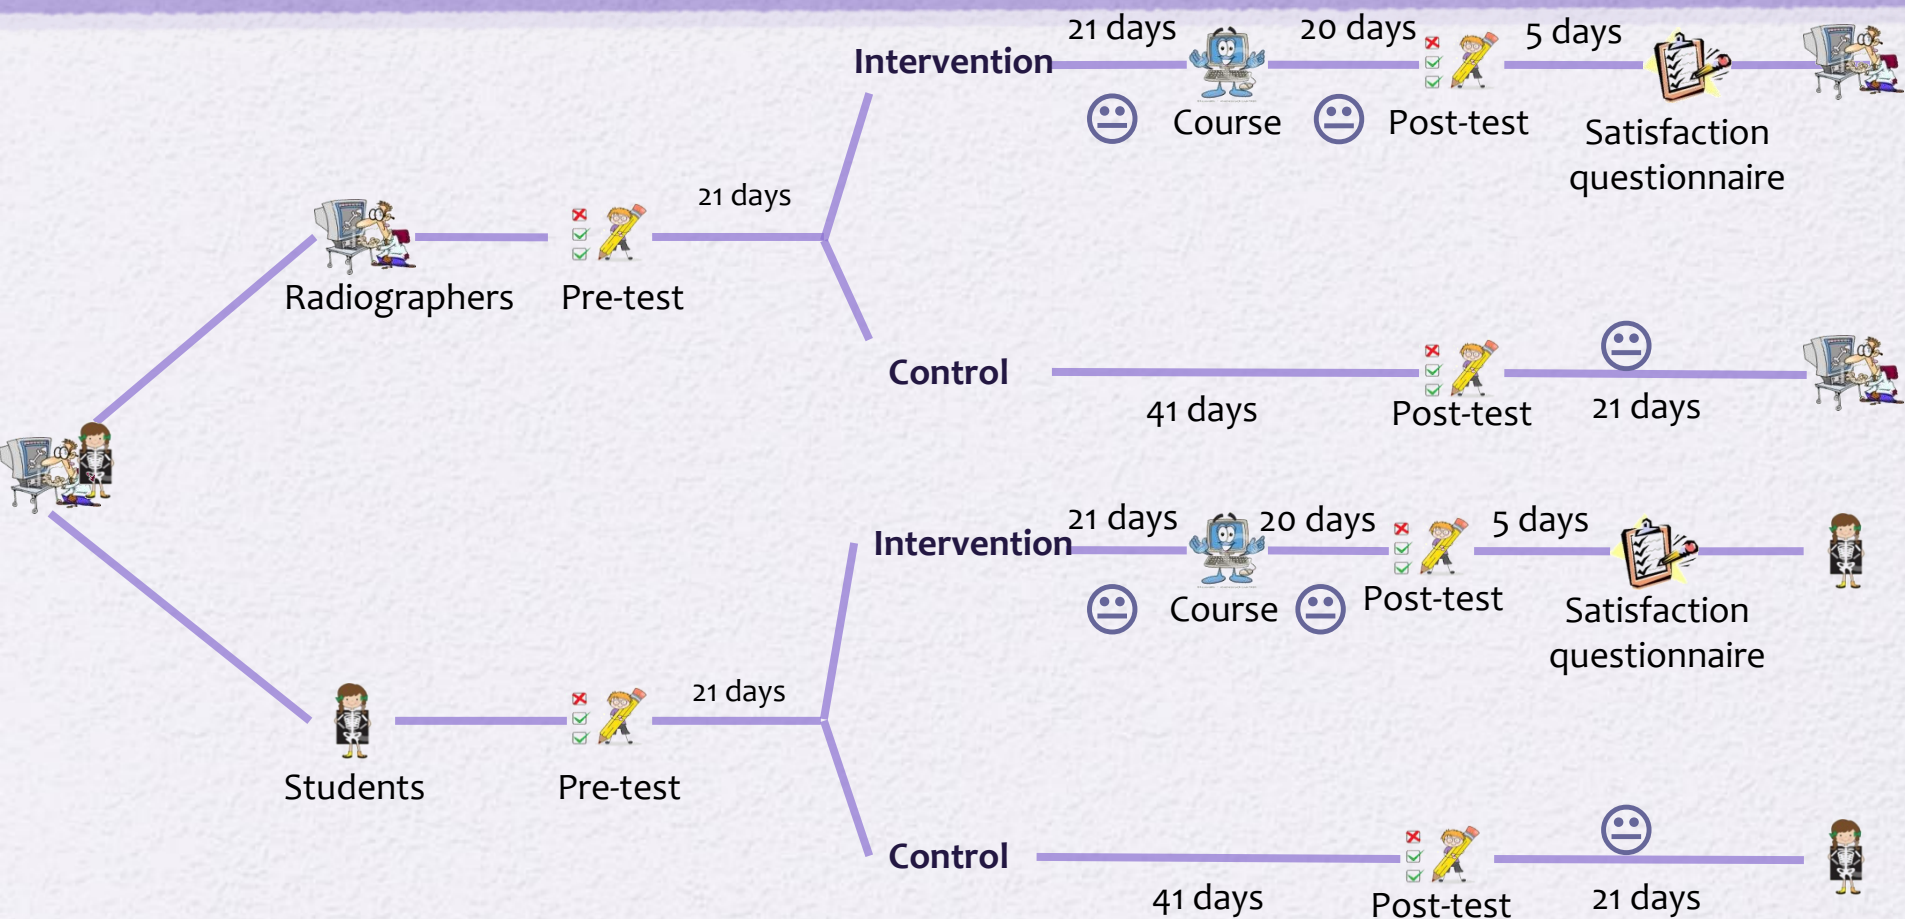 21 days
20 days
5 days
Intervention
Course
Post-test
Satisfaction
questionnaire
21 days
Radiographers
Pre-test
Control
41 days
Post-test
21 days
21 days
20 days
5 days
Intervention
Course
Post-test
Satisfaction
questionnaire
21 days
Students
Pre-test
Control
41 days
Post-test
21 days